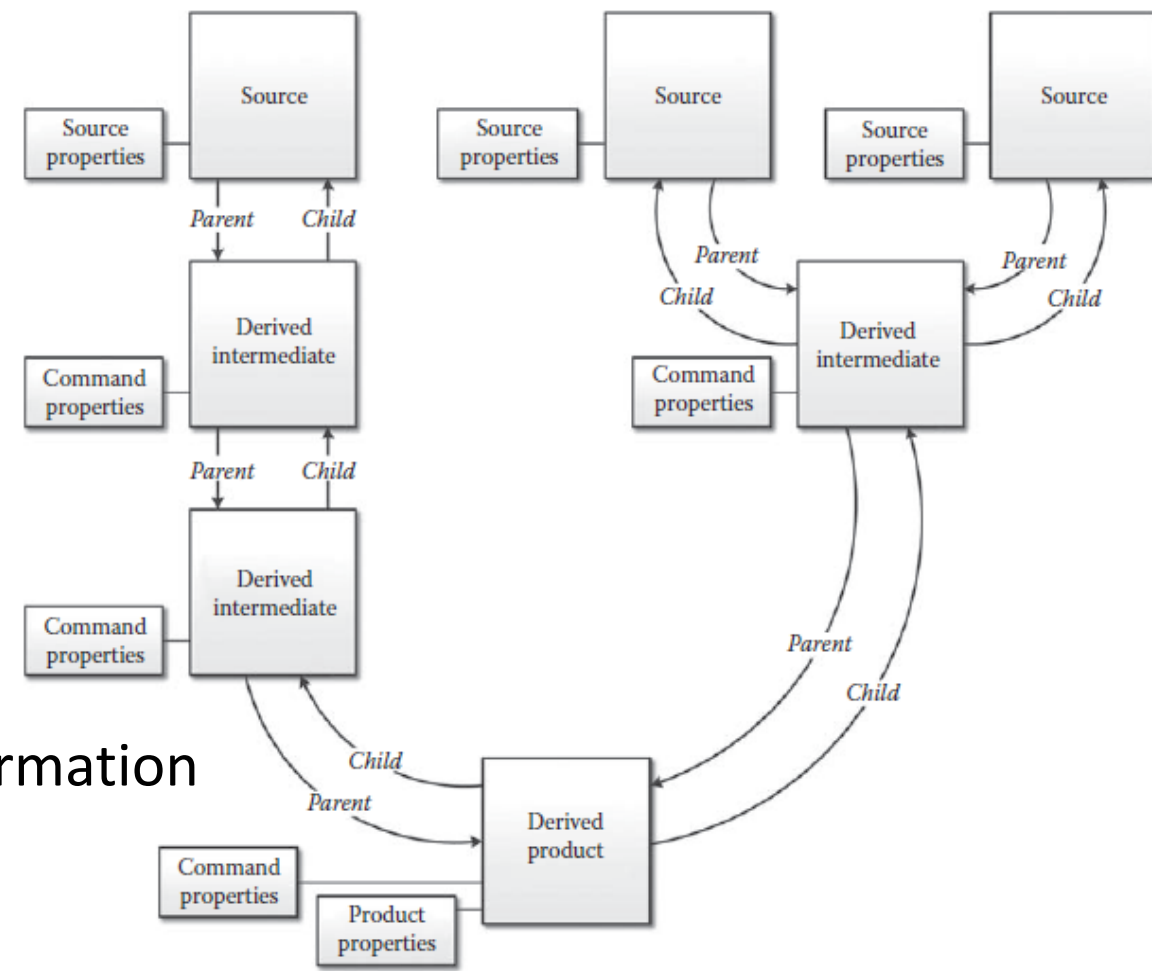 Source
Source
Source
Source
properties
Source
properties
Source
properties
Parent
Child
Parent
Child
Parent
Child
Derived
intermediate
Derived
intermediate
Command
properties
Command
properties
Parent
Child
Derived
intermediate
Command
properties
Parent
Child
Child
Parent
rmation
Derived
product
Command
properties
Product
properties